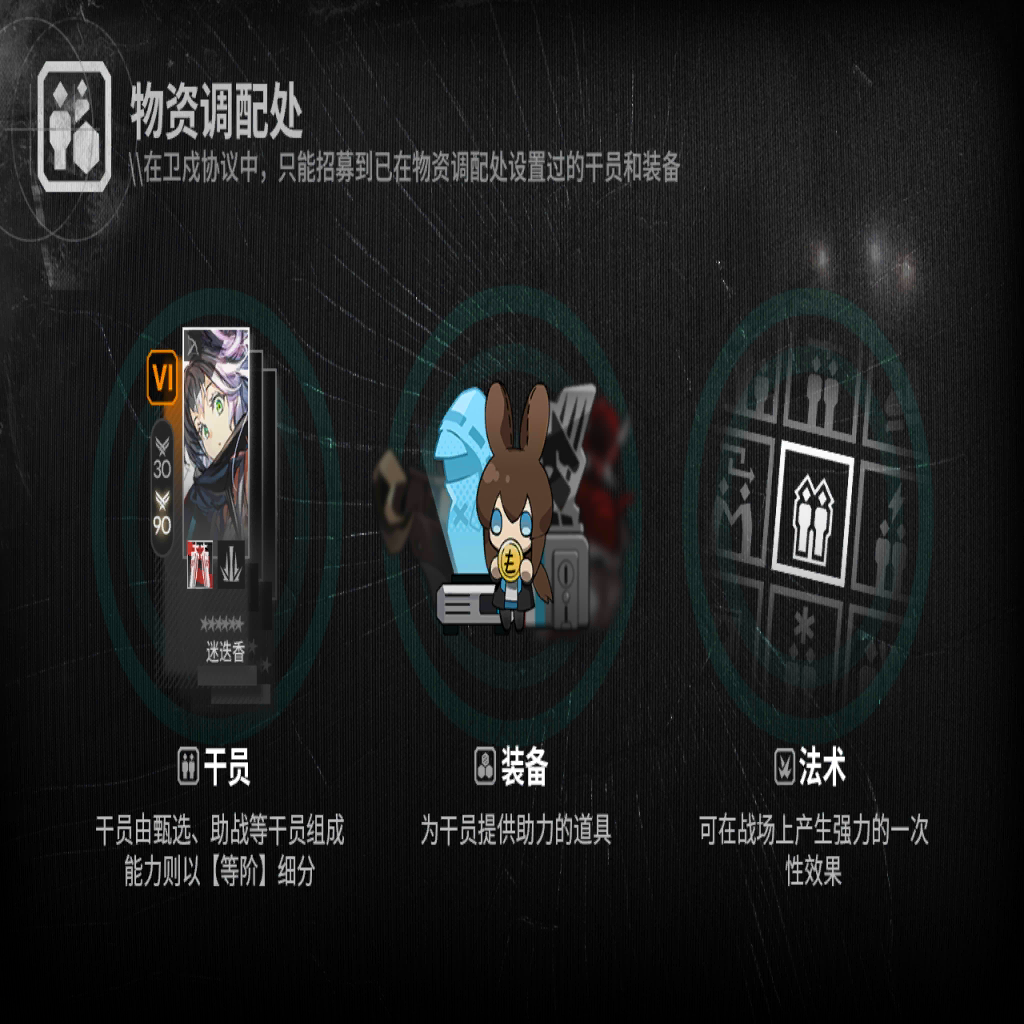 物资调配处
\\在卫戍协议中，只能招募到已在物资调配处设置过的干员和装备
VI
30
90
迷迭香
干员
装备
法术
干员由甄选、助战等干员组成
能力则以【等阶】细分
为干员提供助力的道具
可在战场上产生强力的一次
性效果